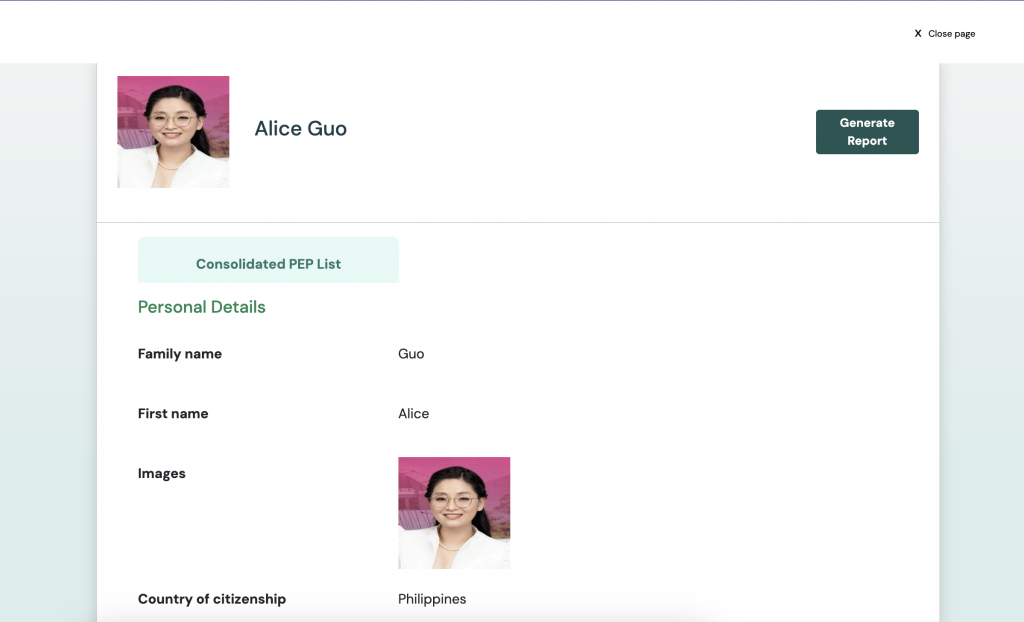 X Close page
Alice Guo
Generate
Report
Consolidated PEP List
Personal Details
Family name Guo
First name Alice
Images
Country of citizenship Philippines